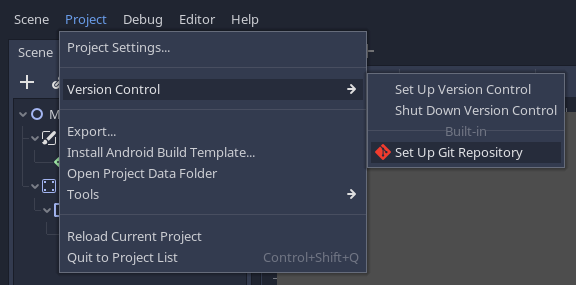 Scene Project Debug Editor Help
Scene
Project Settings...
Version Control
Export...
Install Android Build Template...
Open Project Data Folder
Tools
Reload Current Project
Quit to Project List Control+Shift+Q
Set Up Version Control
Shut Down Version Control
Built-in
Set Up Git Repository